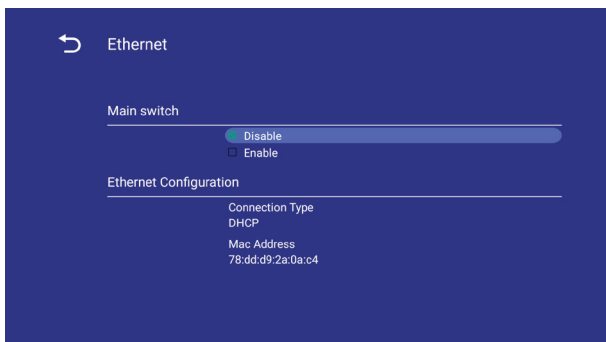 Ethernet
Main switch
Disable
Enable
Ethernet Configuration
Connection Type
DHCP
Mac Address
78:dd:d9:2a:0a:c4